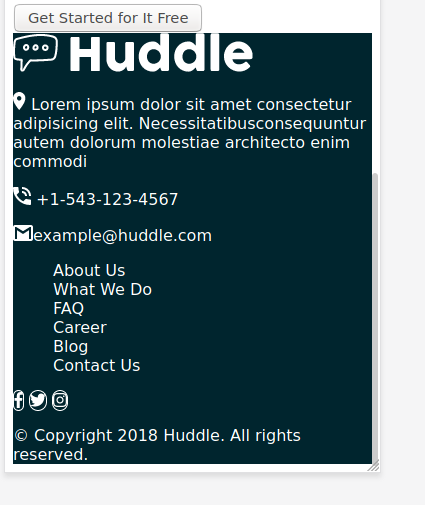 Get Started for It Free
Huddle
Lorem ipsum dolor sit amet consectetur
adipisicing elit. Necessitatibusconsequuntur
autem dolorum molestiae architecto enim
commodi
+1-543-123-4567
example@huddle.com
About Us
What We Do
FAQ
Career
Blog
Contact Us
© Copyright 2018 Huddle. All rights
reserved.